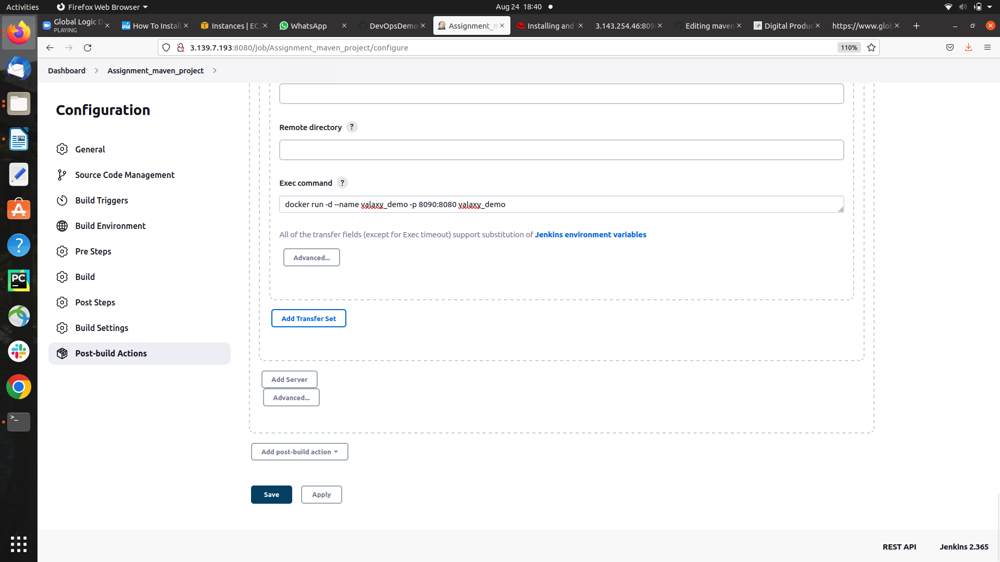 Activities
Firefox Web Browser
Aug 24 18:40
Global Logic D
PLAYING
How To Install
Instances | EC2
WhatsApp
DevOpsDemo
Assignment_m
Installing and
3.143.254.46:809
Editing maven
Digital Produc
https://www.glob
3.139.7.193:8080/job/Assignment_maven_project/configure
110%
Dashboard
Assignment_maven_project
Configuration
General
Source Code Management
Build Triggers
Build Environment
Pre Steps
Build
Post Steps
Build Settings
Post-build Actions
Remote directory ?
Exec command ?
docker run -d --name valaxy_demo -p 8090:8080 valaxy_demo
All of the transfer fields (except for Exec timeout) support substitution of Jenkins environment variables
Advanced...
Add Transfer Set
Add Server
Advanced...
Add post-build action
Save
Apply
REST API
Jenkins 2.365